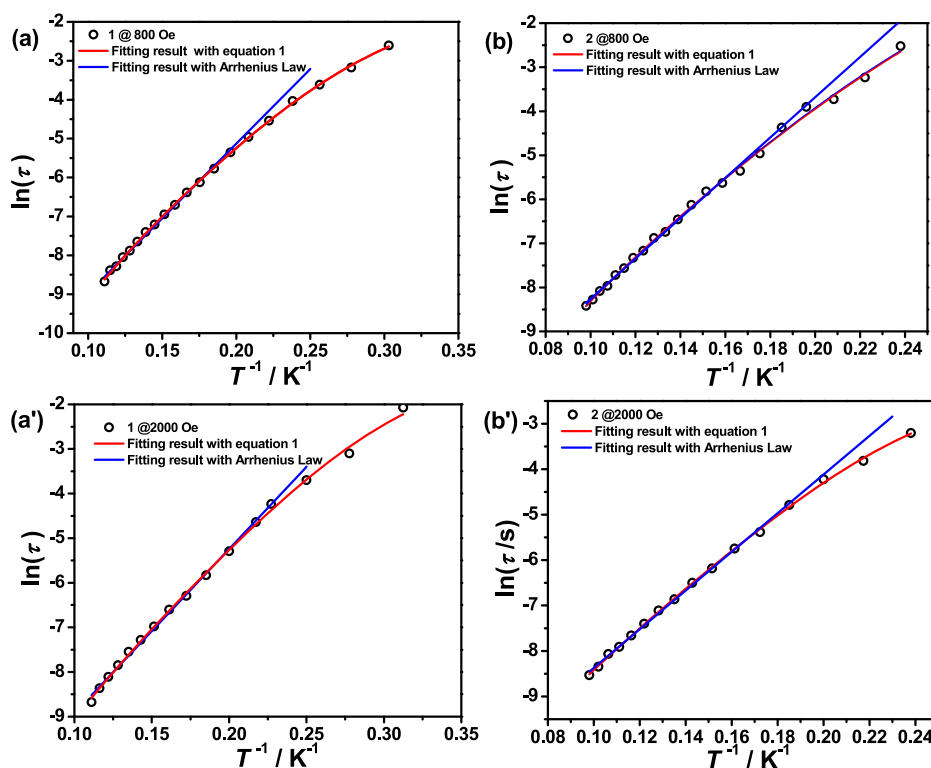 (a)
1 @ 800 Oe
Fitting result with equation 1
Fitting result with Arrhenius Law
ln(τ)
-2
-3
-4
-5
-6
-7
-8
-9
-10
0.10 0.15 0.20 0.25 0.30 0.35
T⁻¹ / K⁻¹
(b)
2 @800 Oe
Fitting result with equation 1
Fitting result with Arrhenius Law
ln(τ)
-2
-3
-4
-5
-6
-7
-8
-9
0.08 0.10 0.12 0.14 0.16 0.18 0.20 0.22 0.24
T⁻¹ / K⁻¹
(a')
1 @2000 Oe
Fitting result with equation 1
Fitting result with Arrhenius Law
ln(τ)
-2
-3
-4
-5
-6
-7
-8
-9
0.10 0.15 0.20 0.25 0.30 0.35
T⁻¹ / K⁻¹
(b')
2 @2000 Oe
Fitting result with equation 1
Fitting result with Arrhenius Law
ln(τ/s)
-3
-4
-5
-6
-7
-8
-9
0.08 0.10 0.12 0.14 0.16 0.18 0.20 0.22 0.24
T⁻¹ / K⁻¹